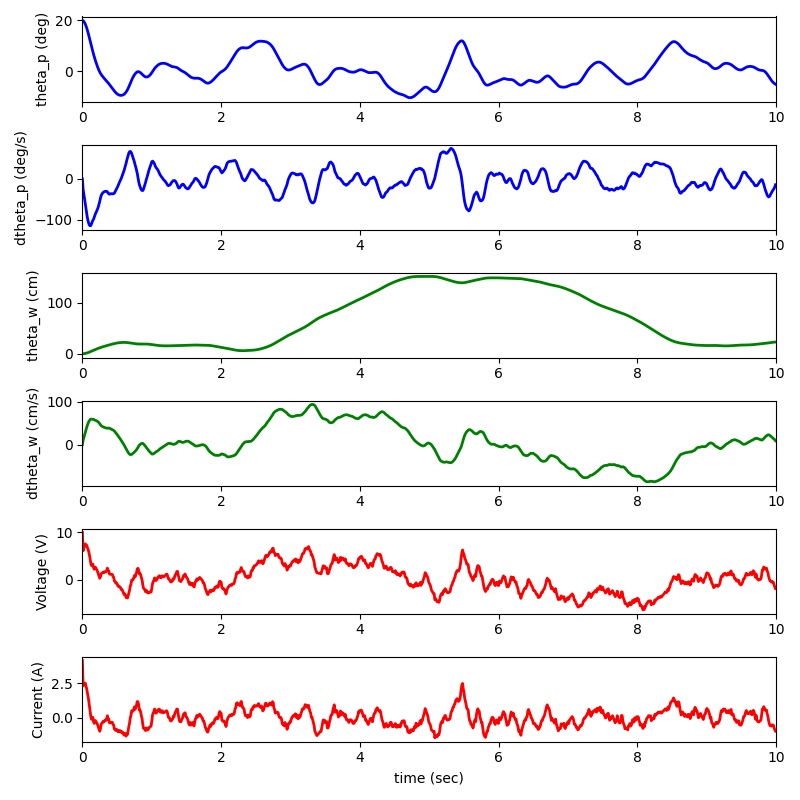 20
0
theta_p (deg)
0 2 4 6 8 10
0
−100
dtheta_p (deg/s)
0 2 4 6 8 10
100
0
theta_w (cm)
0 2 4 6 8 10
100
0
dtheta_w (cm/s)
0 2 4 6 8 10
10
0
Voltage (V)
0 2 4 6 8 10
2.5
0.0
Current (A)
0 2 4 6 8 10
time (sec)